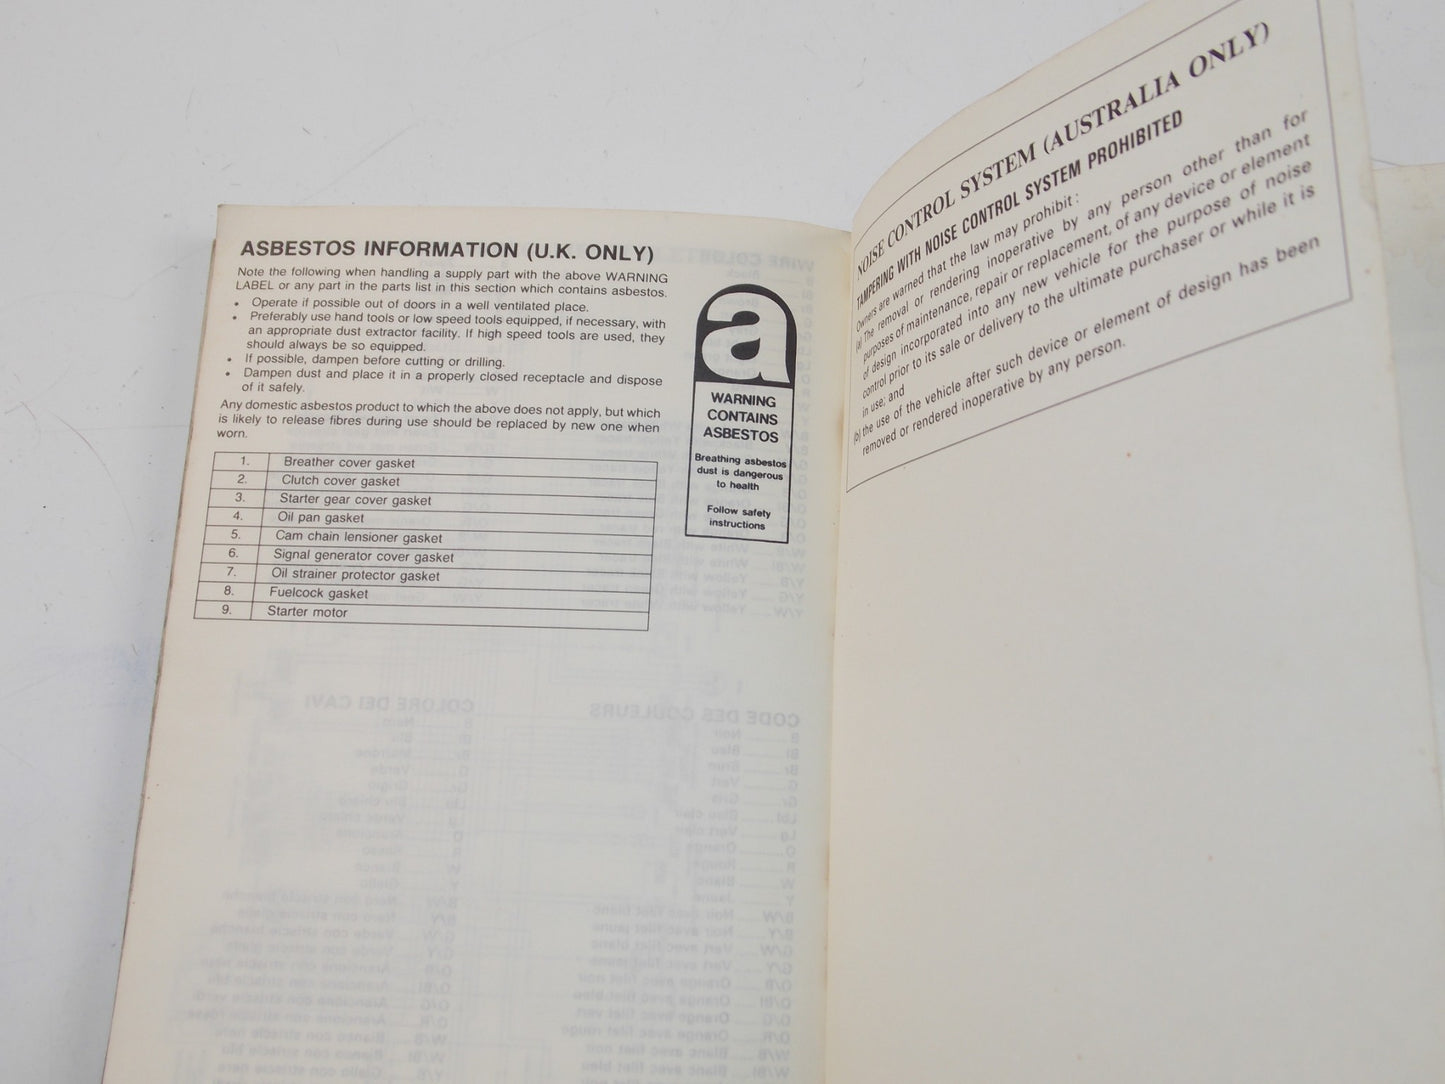 ASBESTOS INFORMATION (U.K. ONLY)
Note the following when handling a supply part with the above WARNING
LABEL or any part in the parts list in this section which contains asbestos.
• Operate if possible out of doors in a well ventilated place.
• Preferably use hand tools or low speed tools equipped, if necessary, with
an appropriate dust extractor facility. If high speed tools are used, they
should always be so equipped.
• If possible, dampen before cutting or drilling.
• Dampen dust and place it in a properly closed receptacle and dispose
of it safely.
Any domestic asbestos product to which the above does not apply, but which
is likely to release fibres during use should be replaced by new one when
worn.
1. Breather cover gasket
2. Clutch cover gasket
3. Starter gear cover gasket
4. Oil pan gasket
5. Cam chain lensioner gasket
6. Signal generator cover gasket
7. Oil strainer protector gasket
8. Fuelcock gasket
9. Starter motor
a
WARNING
CONTAINS
ASBESTOS
Breathing asbestos
dust is dangerous
to health
Follow safety
instructions
NOISE CONTROL SYSTEM (AUSTRALIA ONLY)
TAMPERING WITH NOISE CONTROL SYSTEM PROHIBITED
Owners are warned that the law may prohibit:
(a) The removal or rendering inoperative by any person other than for
purposes of maintenance, repair or replacement, of any device or element
of design incorporated into any new vehicle for the purpose of noise
control prior to its sale or delivery to the ultimate purchaser or while it is
in use; and
(b) the use of the vehicle after such device or element of design has been
removed or rendered inoperative by any person.